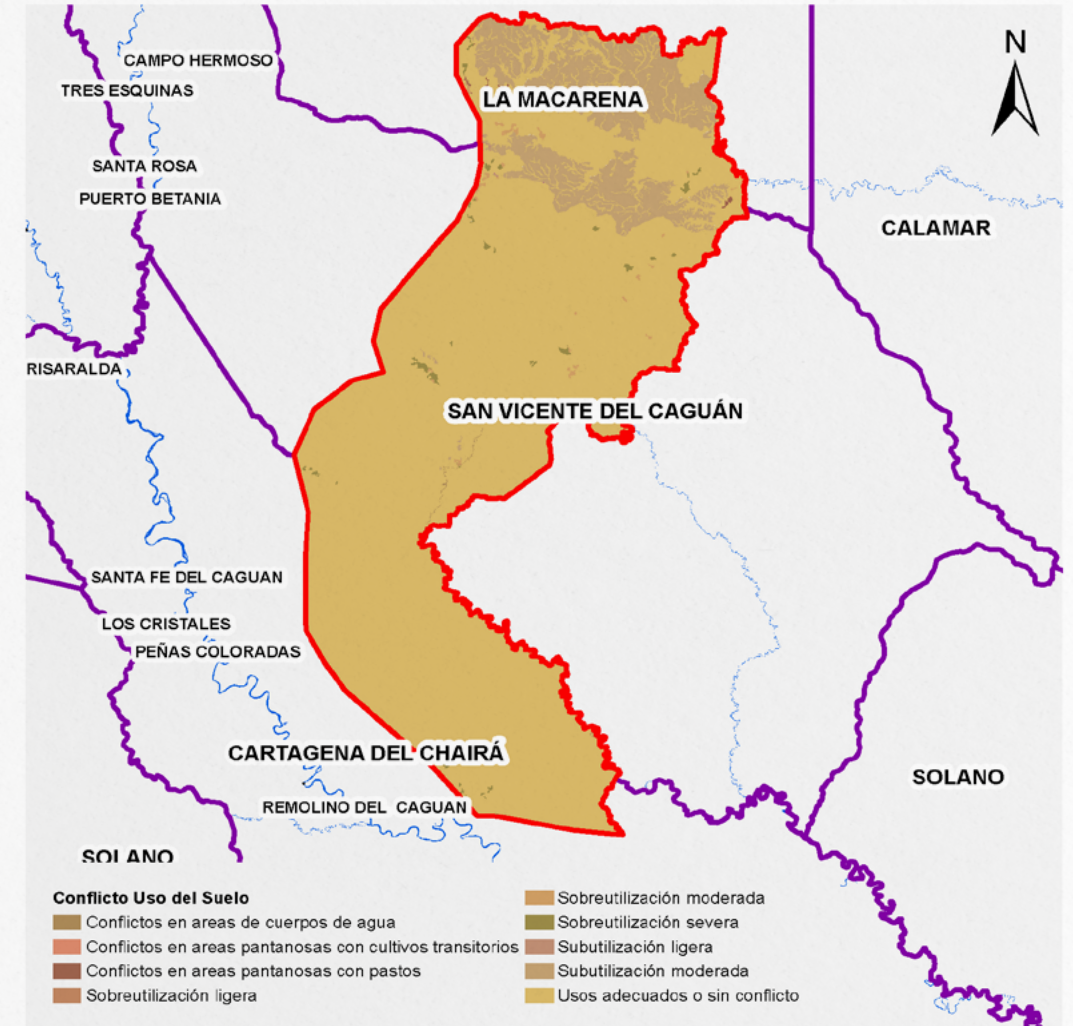 N
CAMPO HERMOSO
TRES ESQUINAS
LA MACARENA
SANTA ROSA
PUERTO BETANIA
CALAMAR
RISARALDA
SAN VICENTE DEL CAGUÁN
SANTA FE DEL CAGUAN
LOS CRISTALES
PEÑAS COLORADAS
CARTAGENA DEL CHAIRÁ
SOLANO
REMOLINO DEL CAGUAN
SOLANO
Conflicto Uso del Suelo
Conflictos en areas de cuerpos de agua
Conflictos en areas pantanosas con cultivos transitorios
Conflictos en areas pantanosas con pastos
Sobreutilización ligera
Sobreutilización moderada
Sobreutilización severa
Subutilización ligera
Subutilización moderada
Usos adecuados o sin conflicto